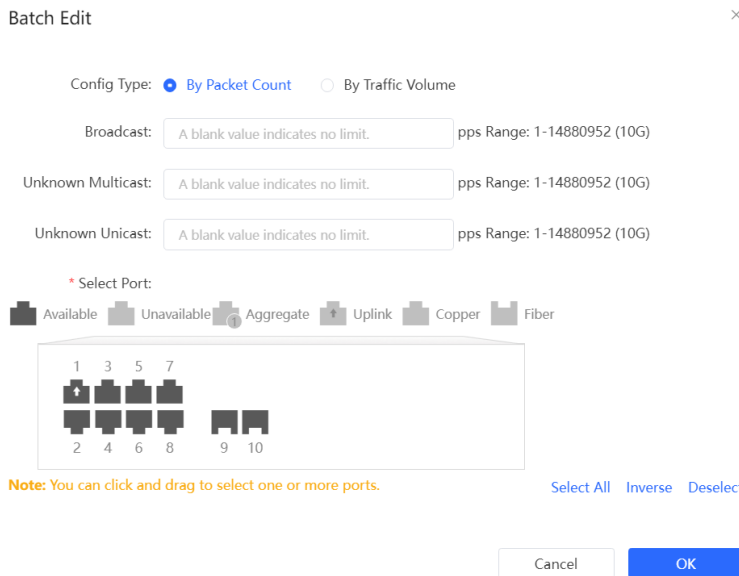 Batch Edit
Config Type: By Packet Count By Traffic Volume
Broadcast: A blank value indicates no limit. pps Range: 1-14880952 (10G)
Unknown Multicast: A blank value indicates no limit. pps Range: 1-14880952 (10G)
Unknown Unicast: A blank value indicates no limit. pps Range: 1-14880952 (10G)
* Select Port:
Available Unavailable 1 Aggregate Uplink Copper Fiber
1 3 5 7
2 4 6 8 9 10
Note: You can click and drag to select one or more ports.
Select All Inverse Deselect
Cancel OK